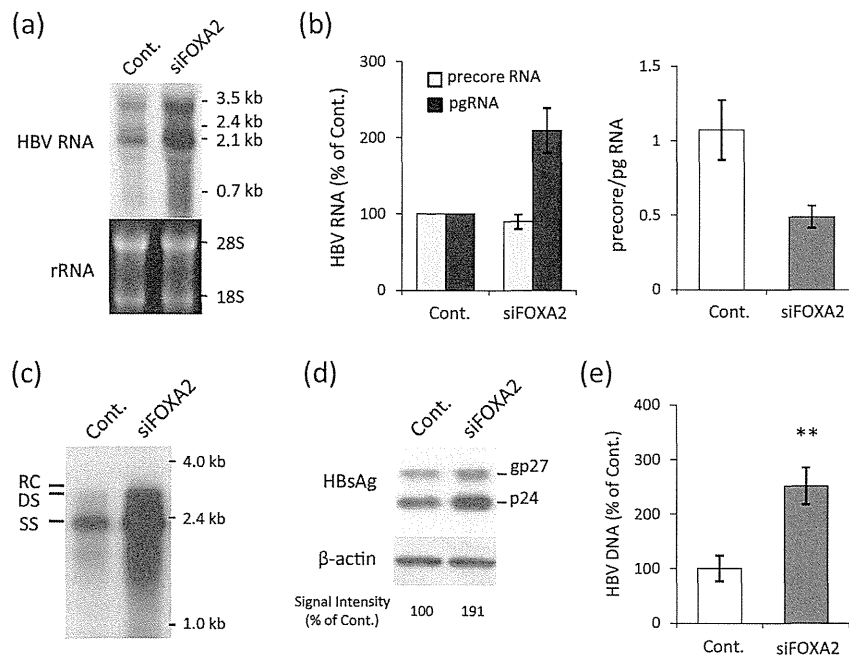 (a)
Cont.
siFOXA2
HBV RNA
3.5 kb
2.4 kb
2.1 kb
0.7 kb
rRNA
28S
18S
(b)
HBV RNA (% of Cont.)
300
200
100
0
precore RNA
pgRNA
Cont.
siFOXA2
precore/pg RNA
1.5
1
0.5
0
Cont.
siFOXA2
(c)
Cont.
siFOXA2
RC
DS
SS
4.0 kb
2.4 kb
1.0 kb
(d)
Cont.
siFOXA2
HBsAg
gp27
p24
β-actin
Signal Intensity
(% of Cont.)
100
191
(e)
HBV DNA (% of Cont.)
400
300
200
100
0
**
Cont.
siFOXA2